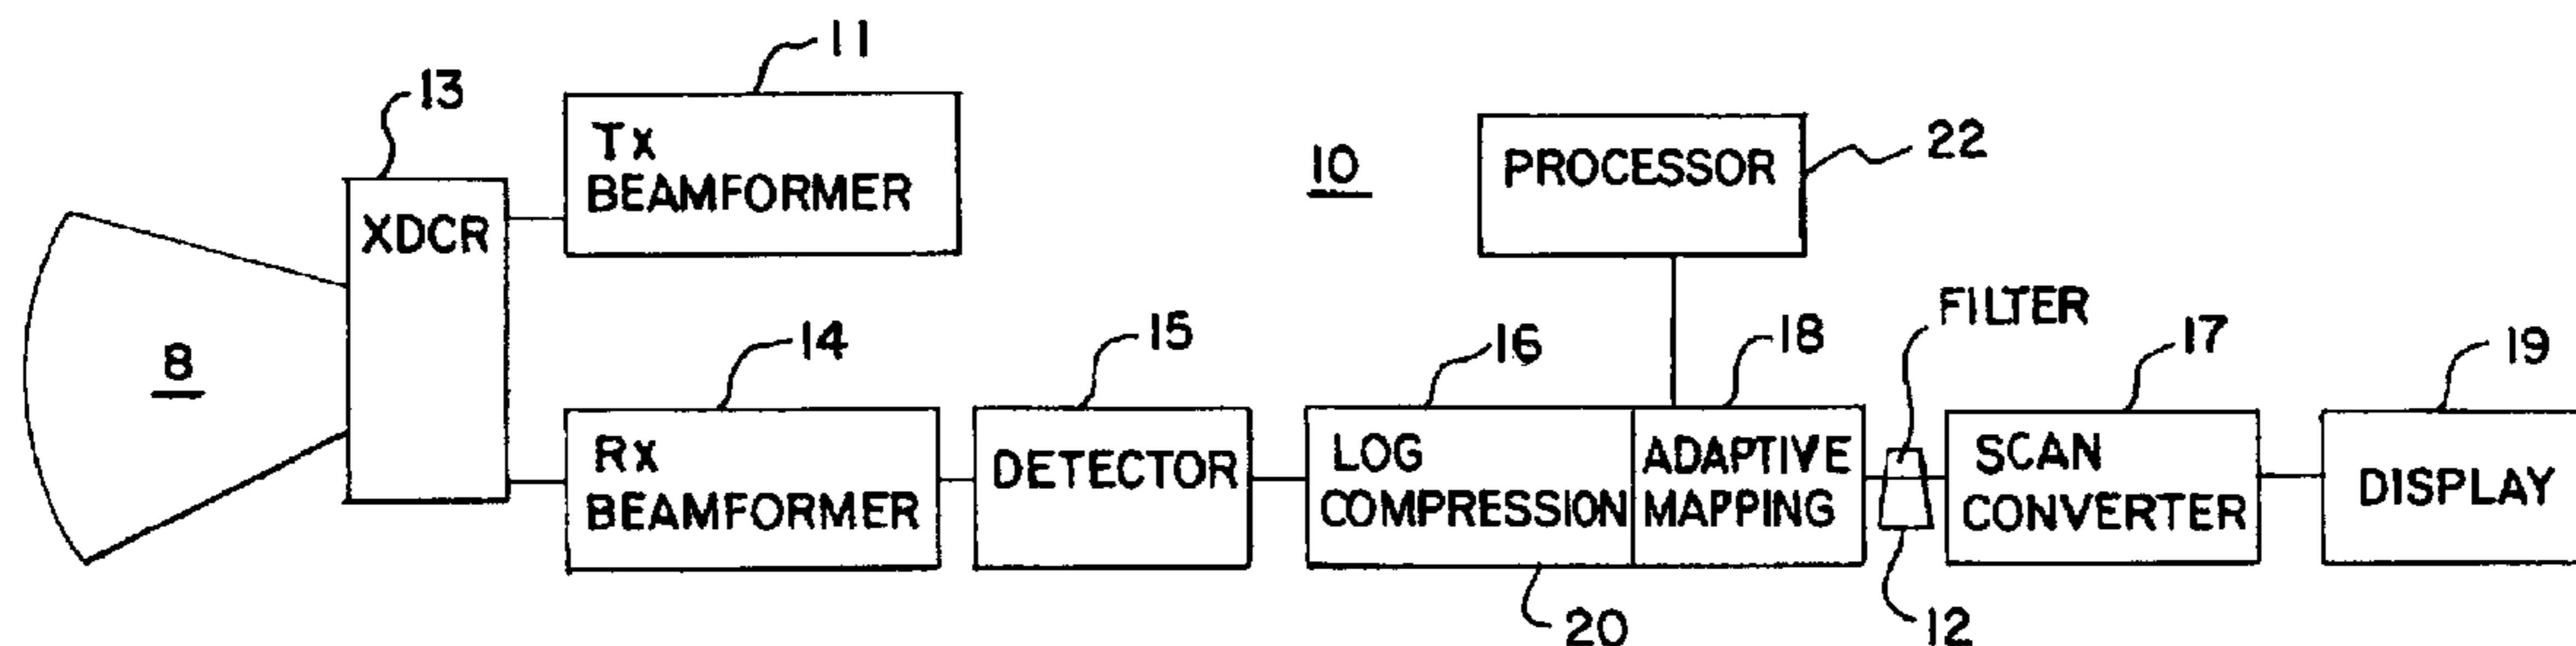 11
13
Tx
BEAMFORMER
10
PROCESSOR
22
XDCR
8
FILTER
14
15
16
18
17
19
Rx
BEAMFORMER
DETECTOR
LOG
COMPRESSION
ADAPTIVE
MAPPING
SCAN
CONVERTER
DISPLAY
20
12